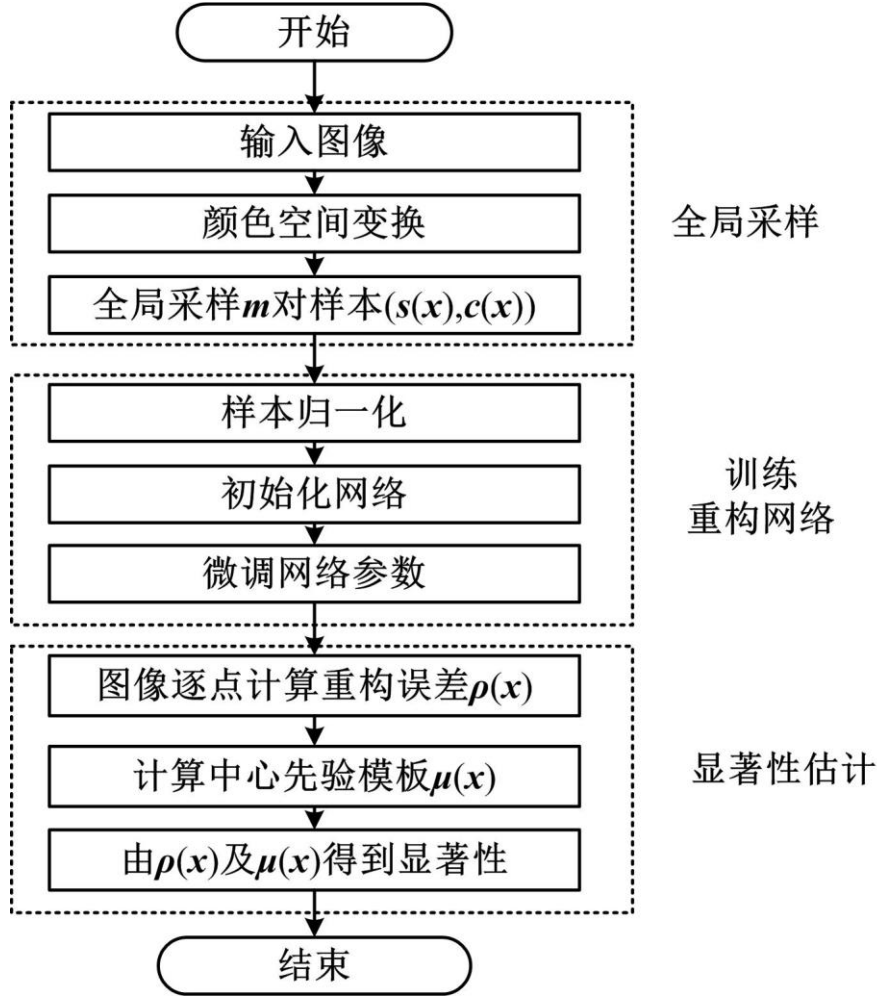 开始
输入图像
颜色空间变换
全局采样m对样本(s(x),c(x))
全局采样
样本归一化
初始化网络
微调网络参数
训练
重构网络
图像逐点计算重构误差ρ(x)
计算中心先验模板μ(x)
由ρ(x)及μ(x)得到显著性
显著性估计
结束